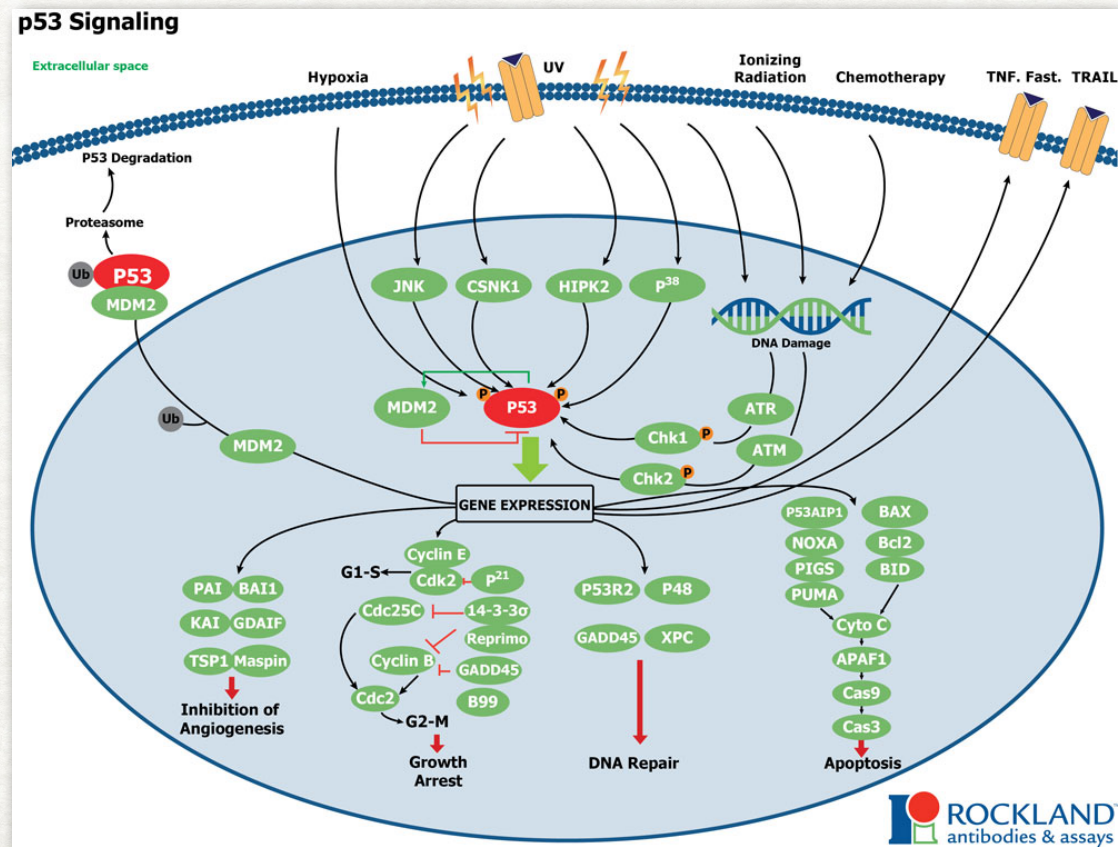 p53 Signaling
Extracellular space
Hypoxia
UV
Ionizing
Radiation
Chemotherapy
TNF. Fast.
TRAIL
P53 Degradation
Proteasome
Ub
P53
MDM2
JNK
CSNK1
HIPK2
P38
DNA Damage
MDM2
P
P53
P
ATR
Chk1
P
ATM
Chk2
P
Ub
MDM2
GENE EXPRESSION
PAI
BAI1
KAI
GDAIF
TSP1
Maspin
Inhibition of
Angiogenesis
Cyclin E
G1-S
Cdk2
P21
Cdc25C
14-3-3σ
Reprimo
Cyclin B
GADD45
Cdc2
B99
G2-M
Growth
Arrest
P53R2
P48
GADD45
XPC
DNA Repair
P53AIP1
BAX
NOXA
Bcl2
PIGS
BID
PUMA
Cyto C
APAF1
Cas9
Cas3
Apoptosis
ROCKLAND
antibodies & assays